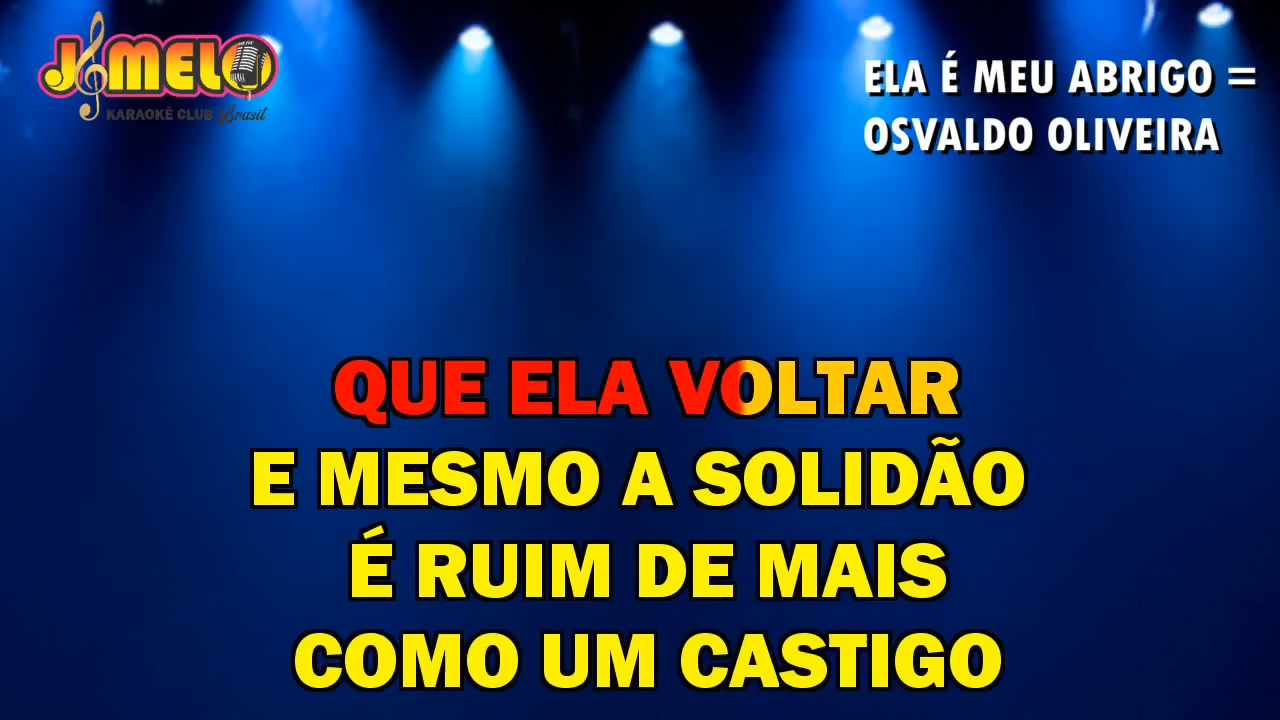 J MELO
KARAOKÊ CLUB Brasil
ELA É MEU ABRIGO =
OSVALDO OLIVEIRA
QUE ELA VOLTAR
E MESMO A SOLIDÃO
É RUIM DE MAIS
COMO UM CASTIGO